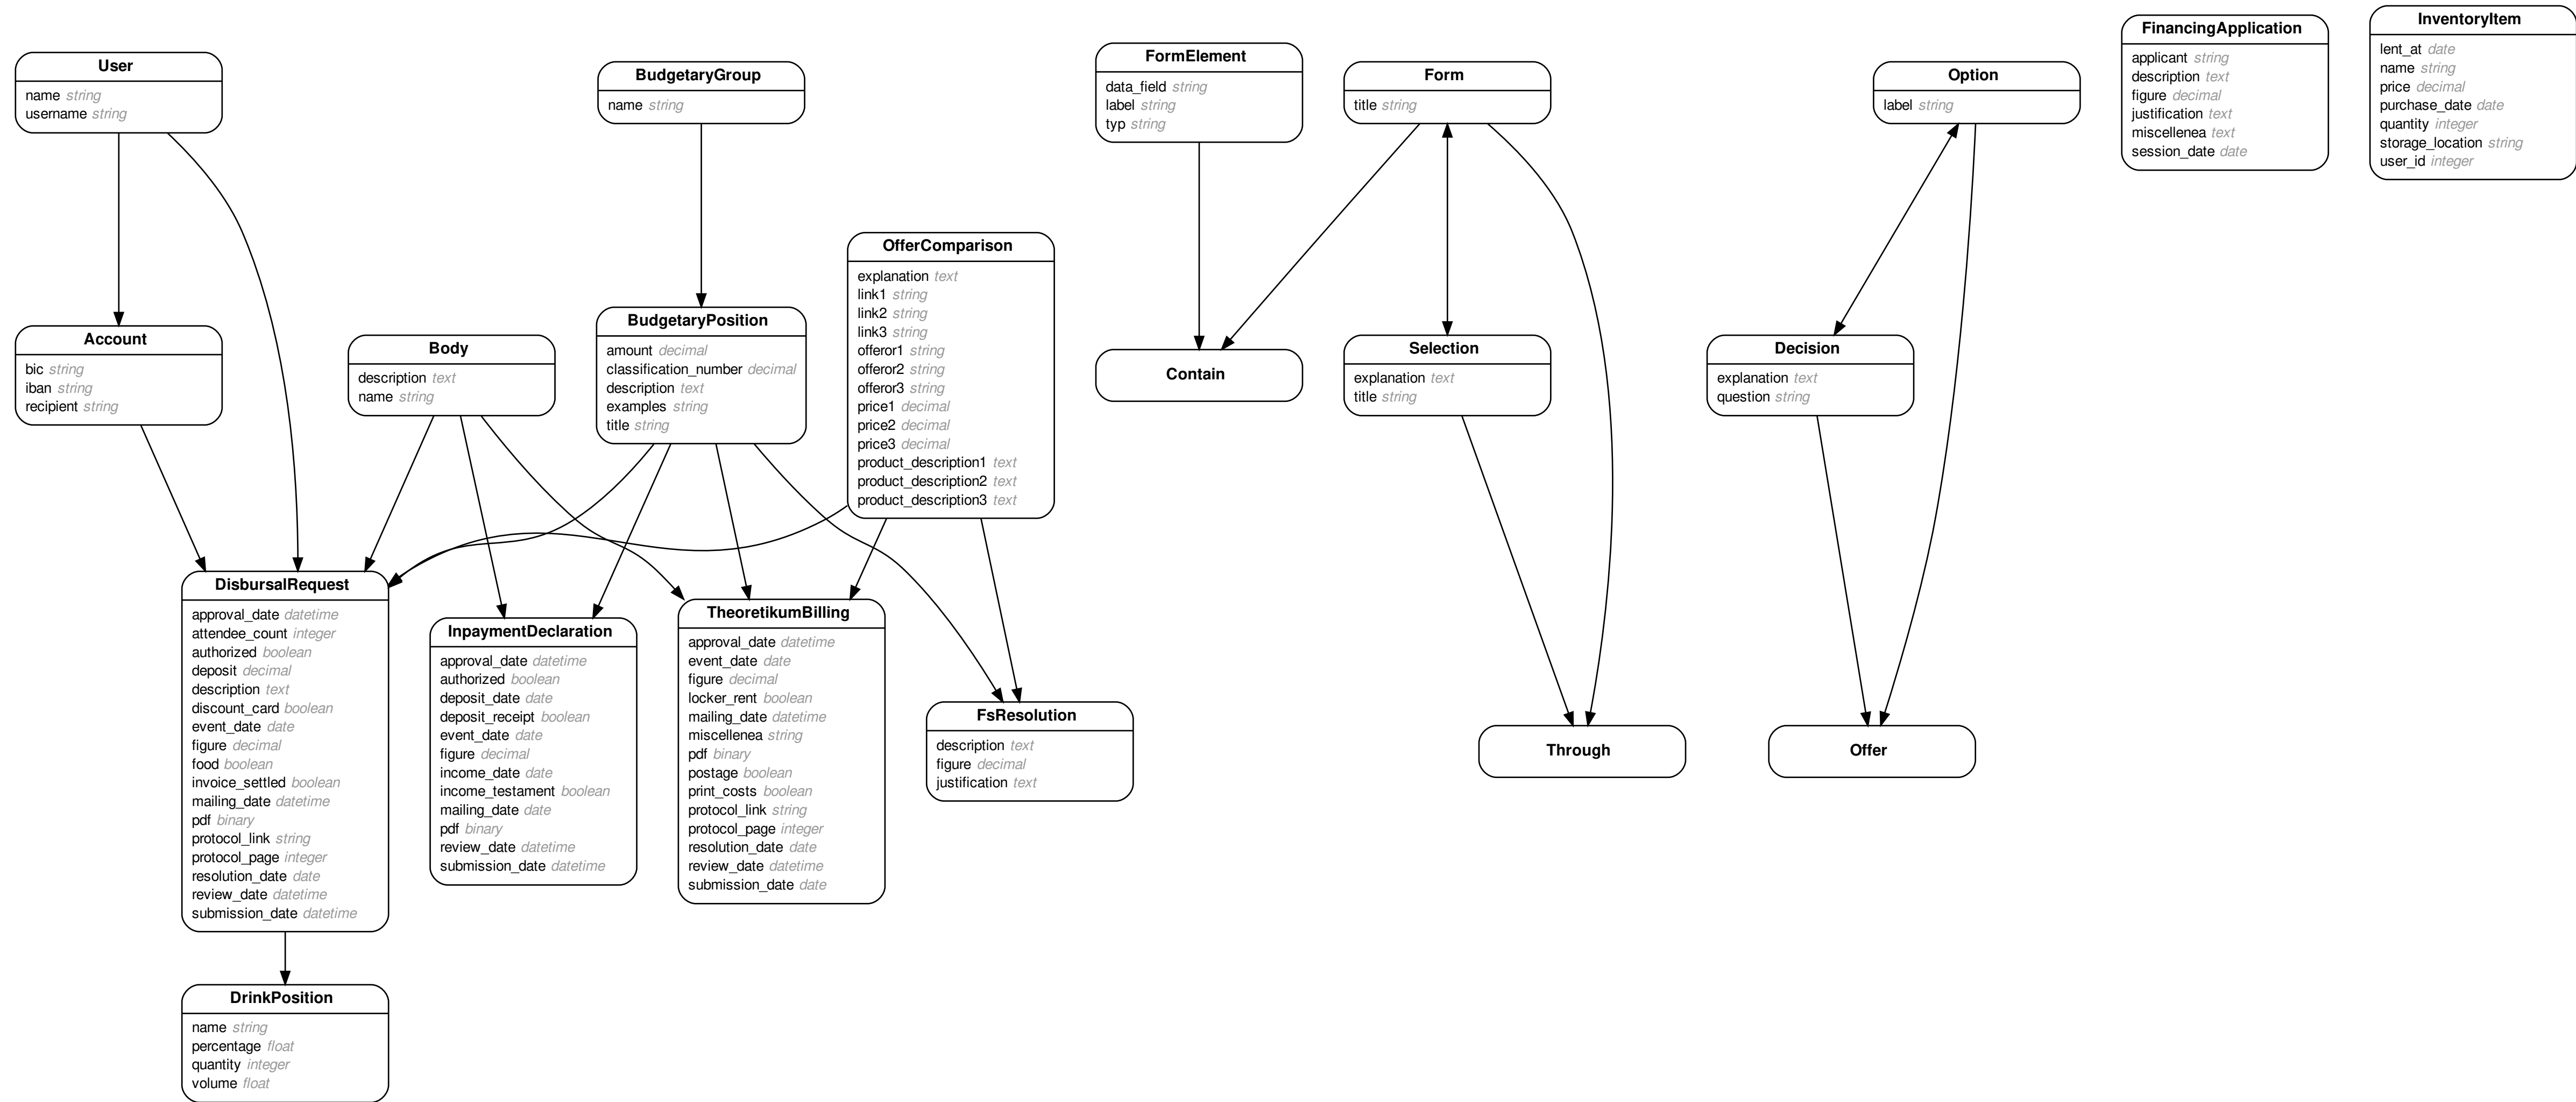 User
name string
username string
BudgetaryGroup
name string
FormElement
data_field string
label string
typ string
Form
title string
Option
label string
FinancingApplication
applicant string
description text
figure decimal
justification text
miscellenea text
session_date date
InventoryItem
lent_at date
name string
price decimal
purchase_date date
quantity integer
storage_location string
user_id integer
Account
bic string
iban string
recipient string
Body
description text
name string
BudgetaryPosition
amount decimal
classification_number decimal
description text
examples string
title string
OfferComparison
explanation text
link1 string
link2 string
link3 string
offeror1 string
offeror2 string
offeror3 string
price1 decimal
price2 decimal
price3 decimal
product_description1 text
product_description2 text
product_description3 text
Contain
Selection
explanation text
title string
Decision
explanation text
question string
DisbursalRequest
approval_date datetime
attendee_count integer
authorized boolean
deposit decimal
description text
discount_card boolean
event_date date
figure decimal
food boolean
invoice_settled boolean
mailing_date datetime
pdf binary
protocol_link string
protocol_page integer
resolution_date date
review_date datetime
submission_date datetime
InpaymentDeclaration
approval_date datetime
authorized boolean
deposit_date date
deposit_receipt boolean
event_date date
figure decimal
income_date date
income_testament boolean
mailing_date date
pdf binary
review_date datetime
submission_date datetime
TheoretikumBilling
approval_date datetime
event_date date
figure decimal
locker_rent boolean
mailing_date datetime
miscellenea string
pdf binary
postage boolean
print_costs boolean
protocol_link string
protocol_page integer
resolution_date date
review_date datetime
submission_date date
FsResolution
description text
figure decimal
justification text
Through
Offer
DrinkPosition
name string
percentage float
quantity integer
volume float